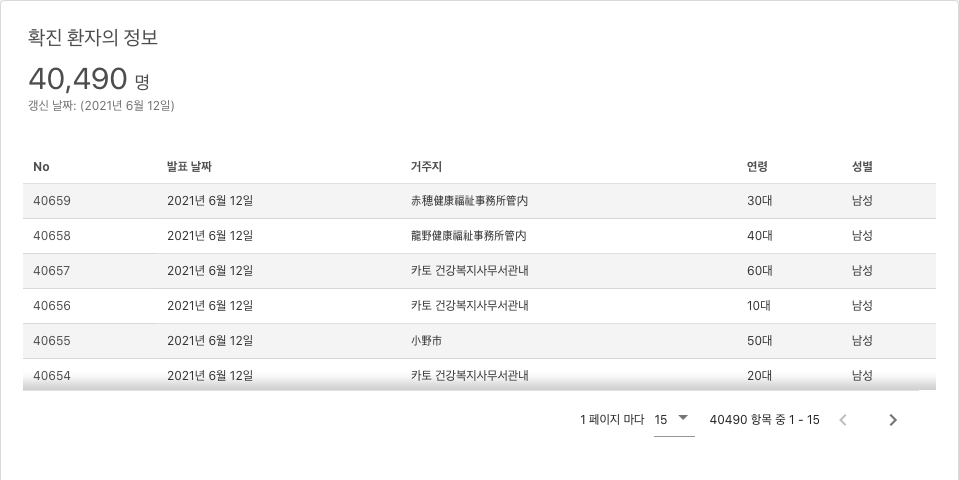 확진 환자의 정보
40,490 명
갱신 날짜: (2021년 6월 12일)
No 발표 날짜 거주지 연령 성별
40659 2021년 6월 12일 赤穂健康福祉事務所管内 30대 남성
40658 2021년 6월 12일 龍野健康福祉事務所管内 40대 남성
40657 2021년 6월 12일 카토 건강복지사무서관내 60대 남성
40656 2021년 6월 12일 카토 건강복지사무서관내 10대 남성
40655 2021년 6월 12일 小野市 50대 남성
40654 2021년 6월 12일 카토 건강복지사무서관내 20대 남성
1 페이지 마다 15 40490 항목 중 1 - 15